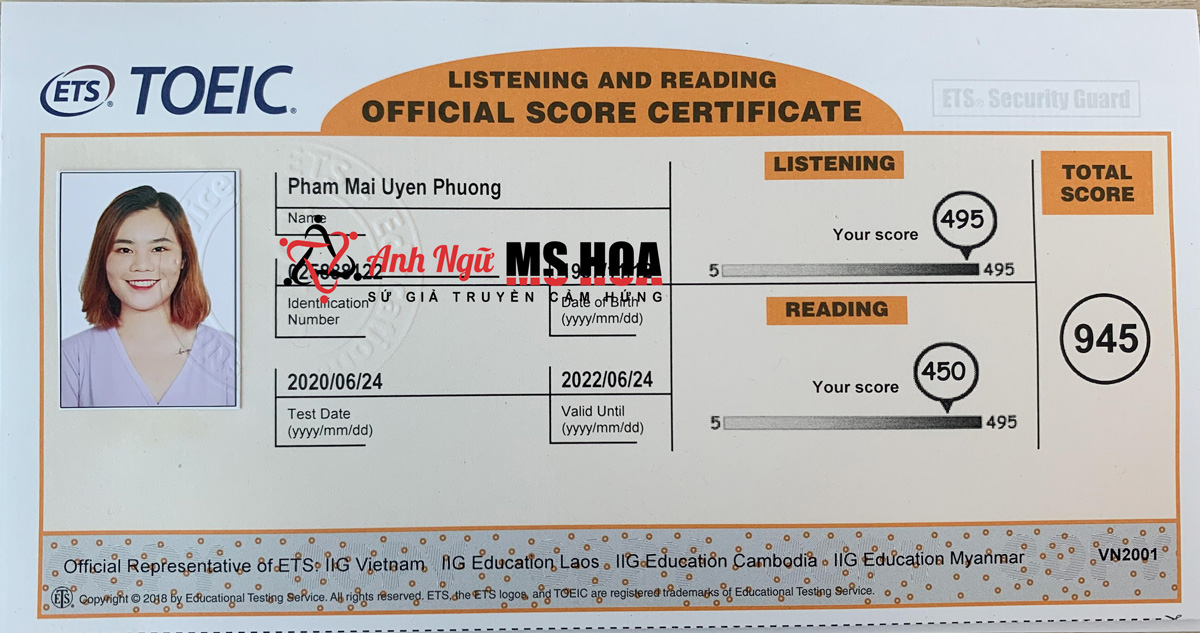 ETS® TOEIC®
LISTENING AND READING
OFFICIAL SCORE CERTIFICATE
ETS® Security Guard
Pham Mai Uyen Phuong
Name
Anh Ngữ MS HOA
SỨ GIẢ TRUYỀN CẢM HỨNG
Identification
Number
Date of Birth
(yyyy/mm/dd)
2020/06/24
Test Date
(yyyy/mm/dd)
2022/06/24
Valid Until
(yyyy/mm/dd)
LISTENING
Your score
495
5
495
READING
Your score
450
5
495
TOTAL
SCORE
945
Official Representative of ETS: IIG Vietnam IIG Education Laos IIG Education Cambodia IIG Education Myanmar
VN2001
ETS® Copyright © 2018 by Educational Testing Service. All rights reserved. ETS, the ETS logos, and TOEIC are registered trademarks of Educational Testing Service.